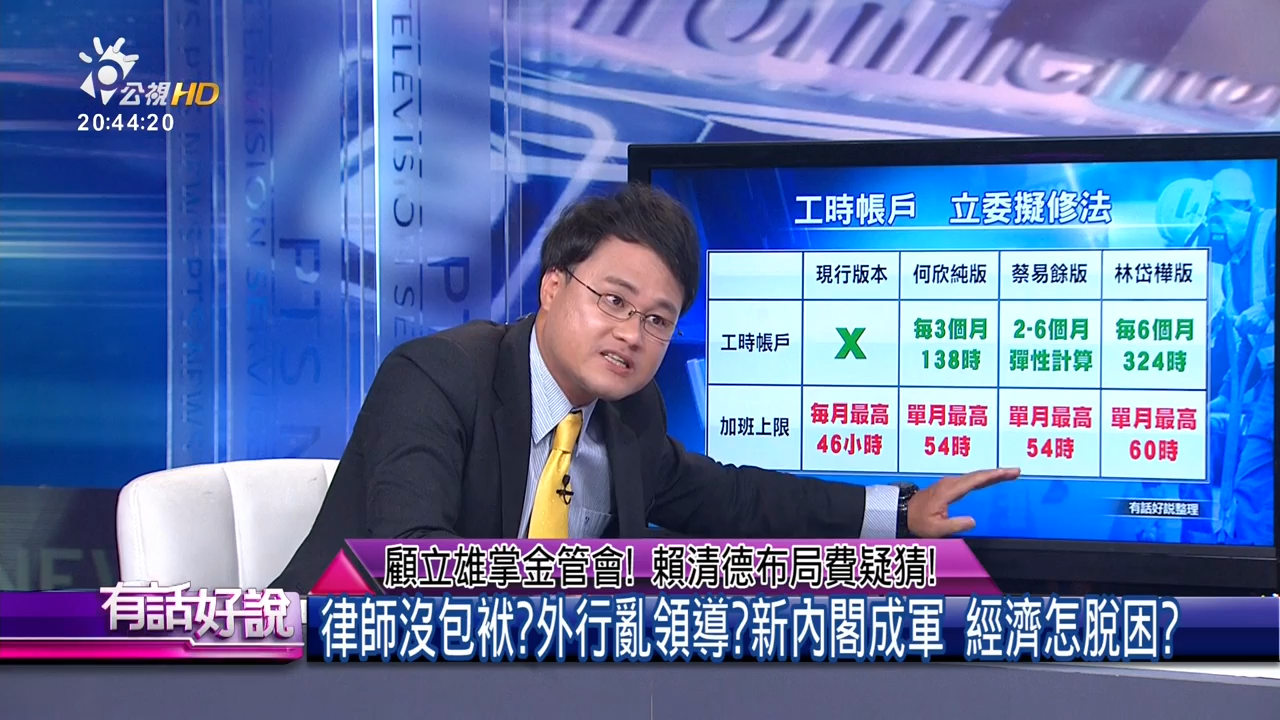 公視HD
20:44:20
TELEVISION
PTS
工時帳戶 立委擬修法
現行版本 何欣純版 蔡易餘版 林岱樺版
工時帳戶 X 每3個月 138時 2-6個月 彈性計算 每6個月 324時
加班上限 每月最高 46小時 單月最高 54時 單月最高 54時 單月最高 60時
有話好說整理
顧立雄掌金管會! 賴清德布局費疑猜!
有話好說
律師沒包袱?外行亂領導?新內閣成軍 經濟怎脫困?